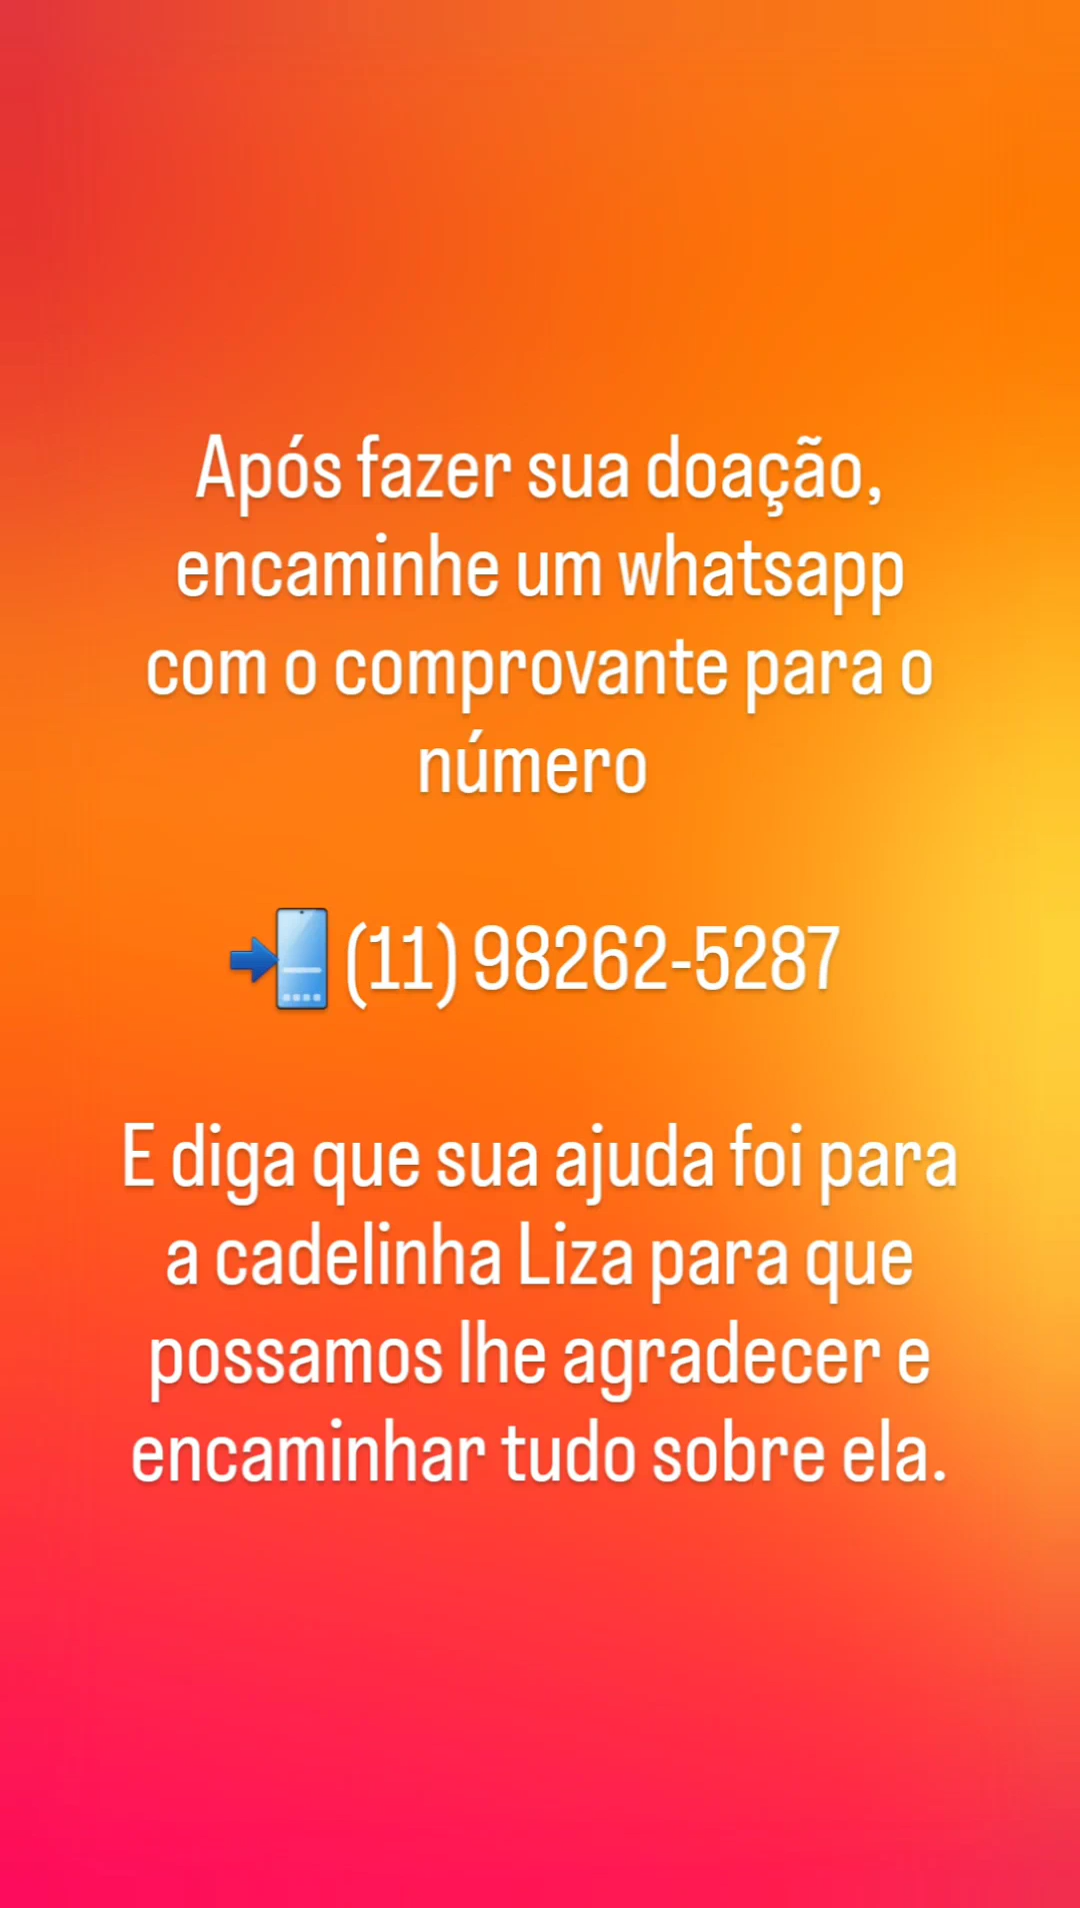 Após fazer sua doação,
encaminhe um whatsapp
com o comprovante para o
número
📲 (11) 98262-5287
E diga que sua ajuda foi para
a cadelinha Liza para que
possamos lhe agradecer e
encaminhar tudo sobre ela.